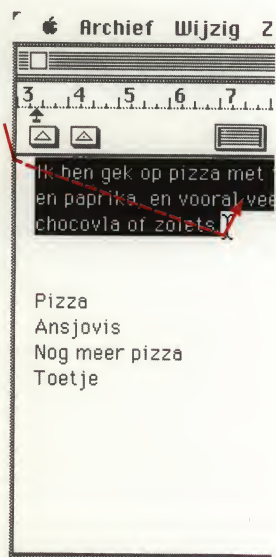 Archief Wijzig Z
3 4 5 6 7
Ik ben gek op pizza met
en paprika, en vooral vee
chocovla of zoiets.
Pizza
Ansjovis
Nog meer pizza
Toetje